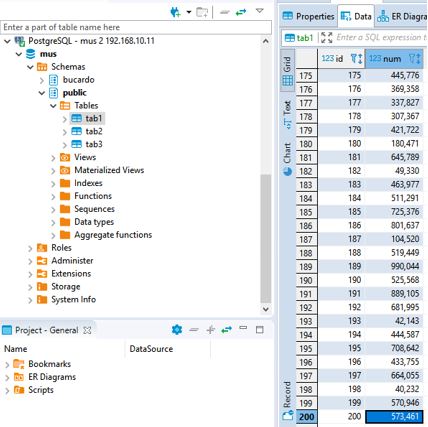 Enter a part of table name here
PostgreSQL - mus 2 192.168.10.11
mus
Schemas
bucardo
public
Tables
tab1
tab2
tab3
Views
Materialized Views
Indexes
Functions
Sequences
Data types
Aggregate functions
Roles
Administer
Extensions
Storage
System Info
Project - General
Name DataSource
Bookmarks
ER Diagrams
Scripts
Properties Data ER Diagram
tab1 Enter a SQL expression t
Grid
Text
Chart
Record
123 id 123 num
175 175 445,776
176 176 369,358
177 177 337,827
178 178 307,367
179 179 421,722
180 180 180,471
181 181 645,789
182 182 49,330
183 183 463,977
184 184 511,291
185 185 725,376
186 186 801,637
187 187 104,520
188 188 519,449
189 189 990,044
190 190 525,568
191 191 889,105
192 192 681,995
193 193 42,143
194 194 444,587
195 195 708,642
196 196 433,755
197 197 664,055
198 198 40,232
199 199 570,946
200 200 573,461